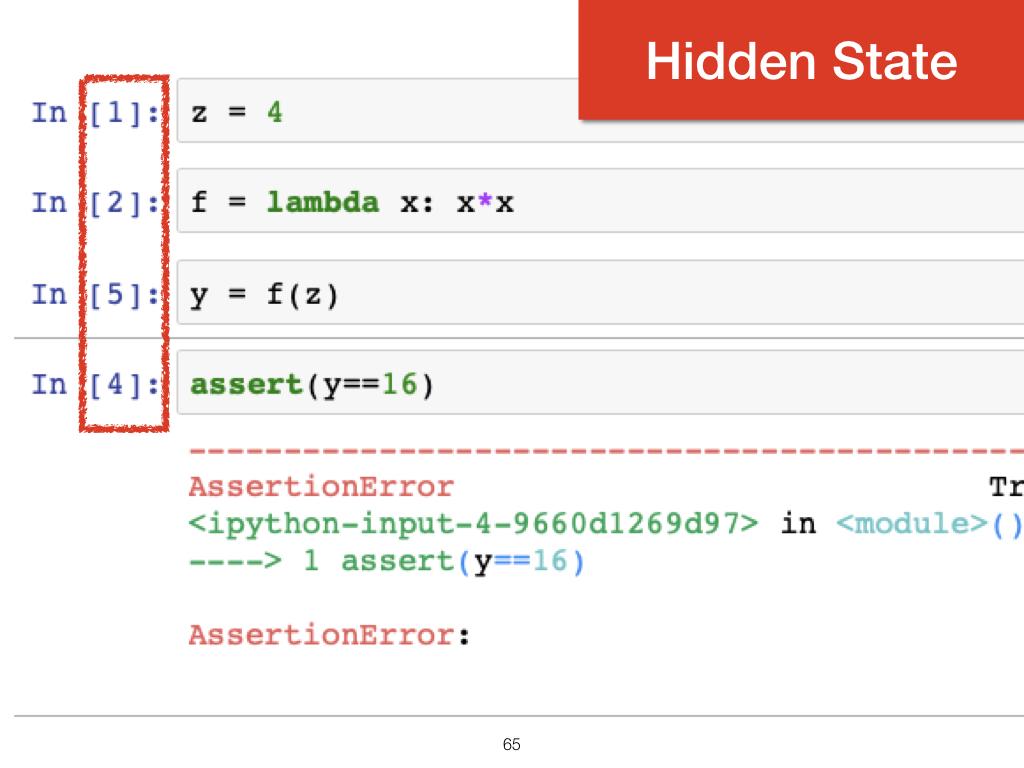 Hidden State
In [1]: z = 4
In [2]: f = lambda x: x*x
In [5]: y = f(z)
In [4]: assert(y==16)
---------------------------------------------
AssertionError Tr
<ipython-input-4-9660d1269d97> in <module>()
----> 1 assert(y==16)
AssertionError:
65